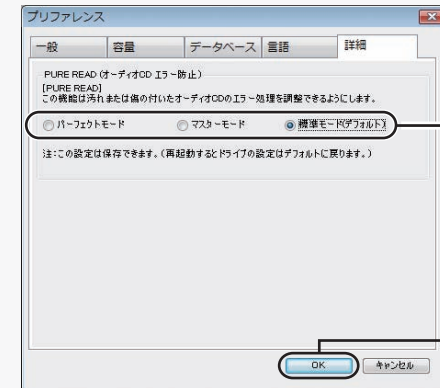 プリファレンス
一般 容量 データベース 言語 詳細
PURE READ (オーディオCD エラー防止)
[PURE READ]
この機能は汚れまたは傷の付いたオーディオCDのエラー処理を調整できるようにします。
パーフェクトモード マスターモード 標準モード(デフォルト)
注:この設定は保存できます。(再起動するとドライブの設定はデフォルトに戻ります。)
OK キャンセル